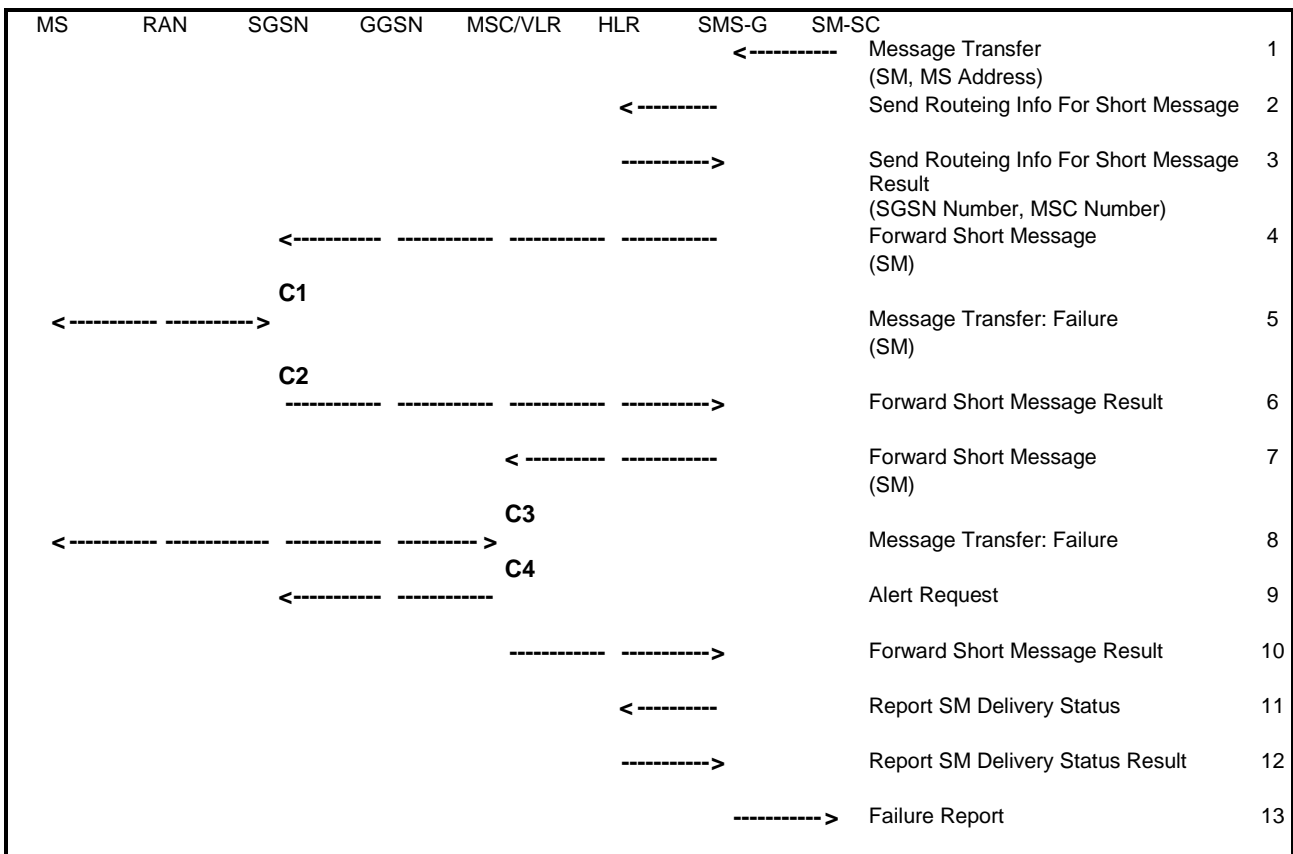 MS RAN SGSN GGSN MSC/VLR HLR SMS-G SM-SC
Message Transfer 1
(SM, MS Address)
Send Routeing Info For Short Message 2
Send Routeing Info For Short Message 3
Result
(SGSN Number, MSC Number)
Forward Short Message 4
(SM)
C1
Message Transfer: Failure 5
(SM)
C2
Forward Short Message Result 6
Forward Short Message 7
(SM)
C3
Message Transfer: Failure 8
C4
Alert Request 9
Forward Short Message Result 10
Report SM Delivery Status 11
Report SM Delivery Status Result 12
Failure Report 13